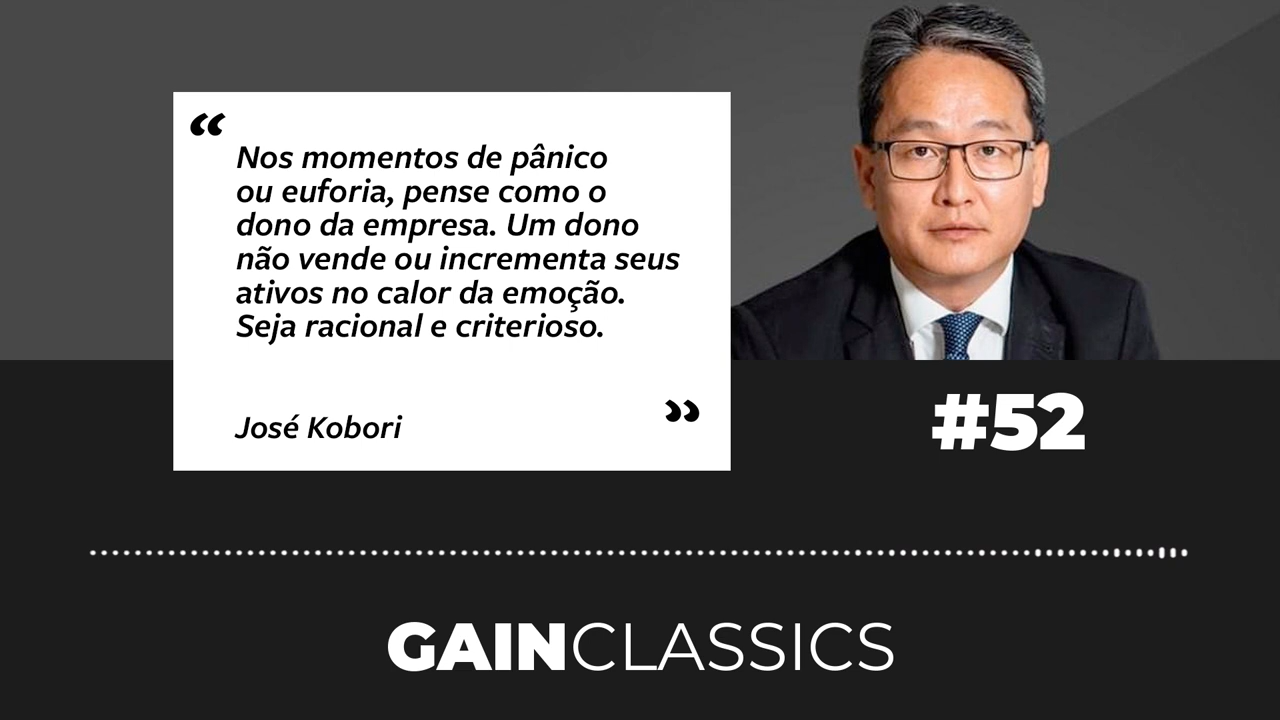 “
Nos momentos de pânico
ou euforia, pense como o
dono da empresa. Um dono
não vende ou incrementa seus
ativos no calor da emoção.
Seja racional e criterioso.
José Kobori
”
#52
GAINCLASSICS